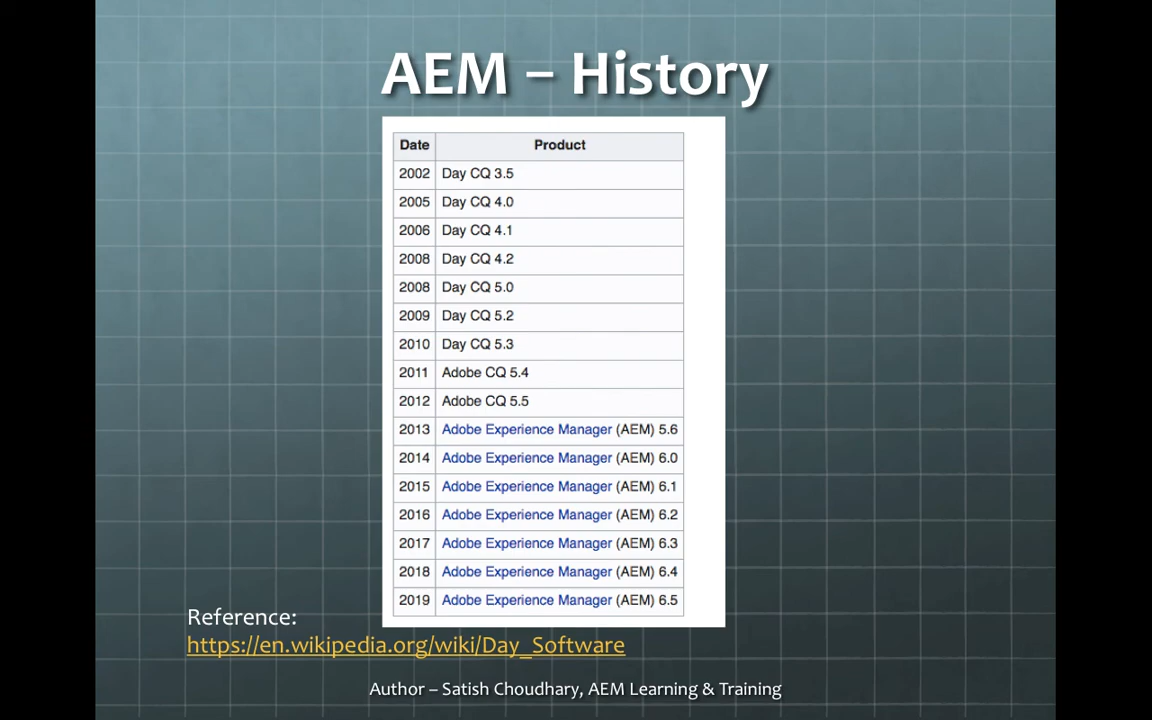 AEM – History
Date Product
2002 Day CQ 3.5
2005 Day CQ 4.0
2006 Day CQ 4.1
2008 Day CQ 4.2
2008 Day CQ 5.0
2009 Day CQ 5.2
2010 Day CQ 5.3
2011 Adobe CQ 5.4
2012 Adobe CQ 5.5
2013 Adobe Experience Manager (AEM) 5.6
2014 Adobe Experience Manager (AEM) 6.0
2015 Adobe Experience Manager (AEM) 6.1
2016 Adobe Experience Manager (AEM) 6.2
2017 Adobe Experience Manager (AEM) 6.3
2018 Adobe Experience Manager (AEM) 6.4
2019 Adobe Experience Manager (AEM) 6.5
Reference:
https://en.wikipedia.org/wiki/Day_Software
Author – Satish Choudhary, AEM Learning & Training